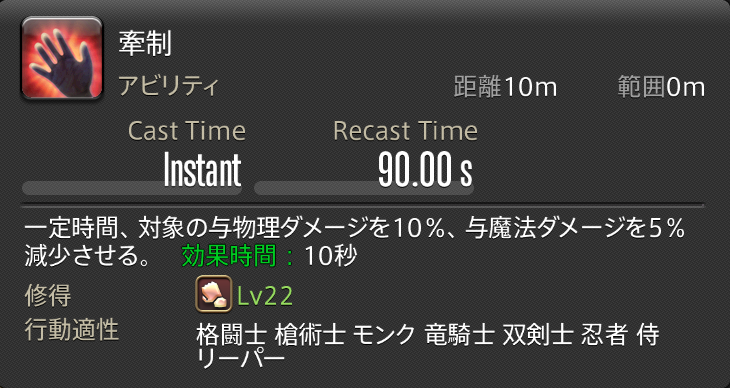 牽制
アビリティ 距離10m 範囲0m
Cast Time Recast Time
Instant 90.00 s
一定時間、対象の与物理ダメージを10%、与魔法ダメージを5%
減少させる。 効果時間：10秒
修得 Lv22
行動適性 格闘士 槍術士 モンク 竜騎士 双剣士 忍者 侍
リーパー